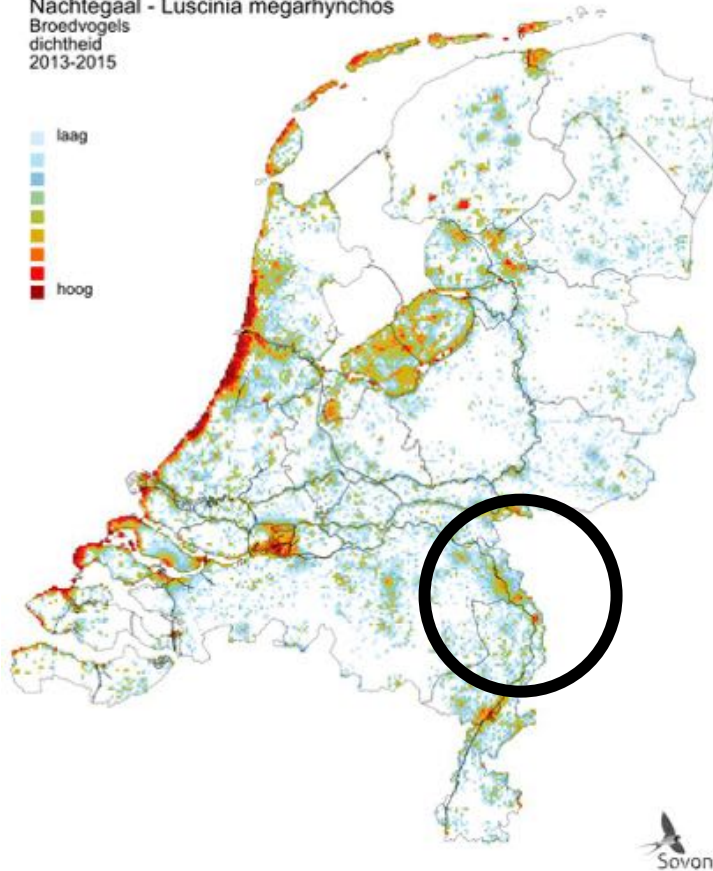 Nachtegaal - Luscinia megarhynchos
Broedvogels
dichtheid
2013-2015
laag
hoog
Sovon